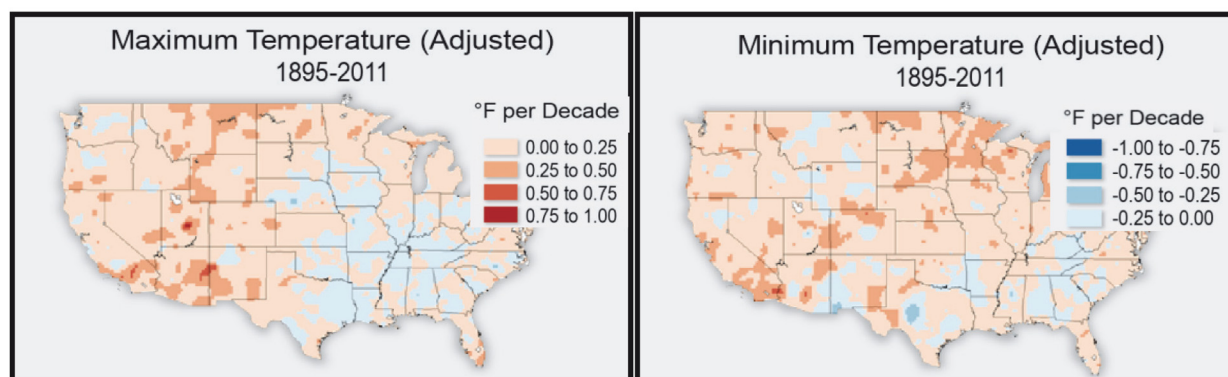 Maximum Temperature (Adjusted)
1895-2011
°F per Decade
0.00 to 0.25
0.25 to 0.50
0.50 to 0.75
0.75 to 1.00
Minimum Temperature (Adjusted)
1895-2011
°F per Decade
-1.00 to -0.75
-0.75 to -0.50
-0.50 to -0.25
-0.25 to 0.00